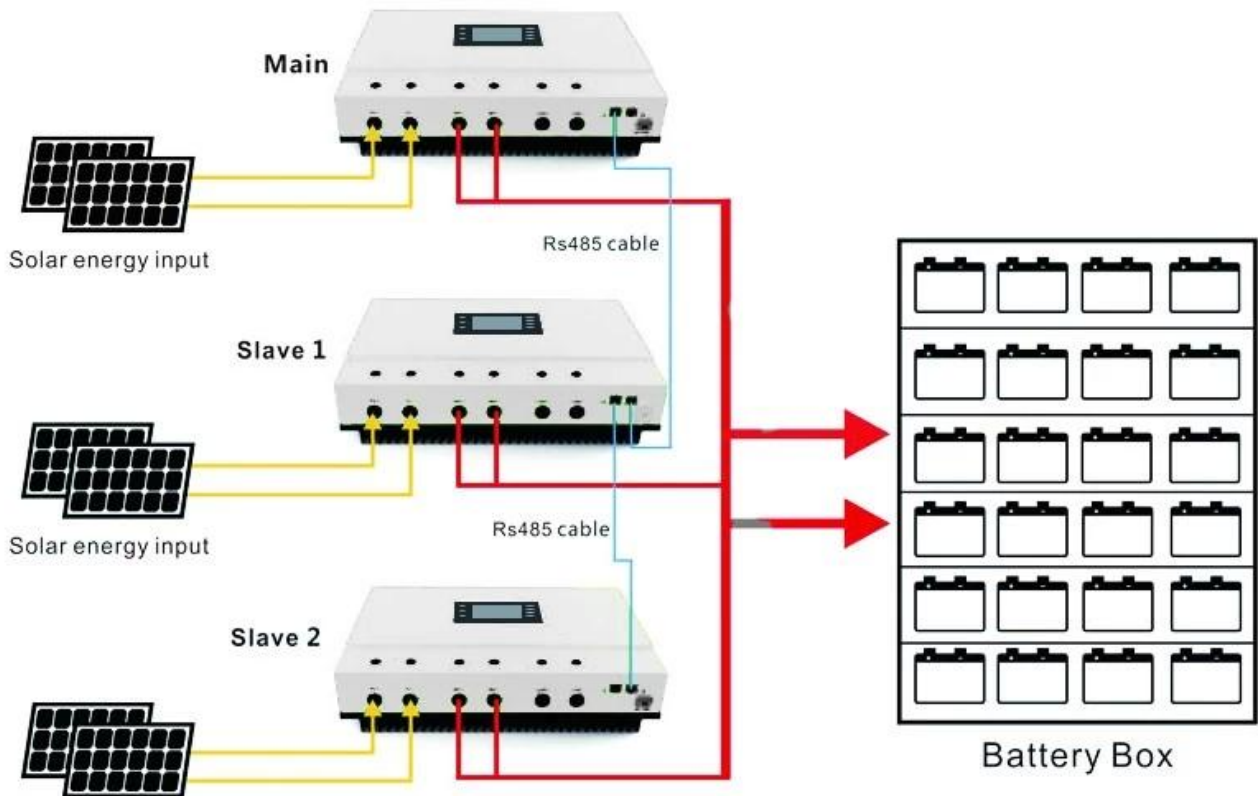 Main
Solar energy input
Rs485 cable
Slave 1
Solar energy input
Rs485 cable
Slave 2
Battery Box